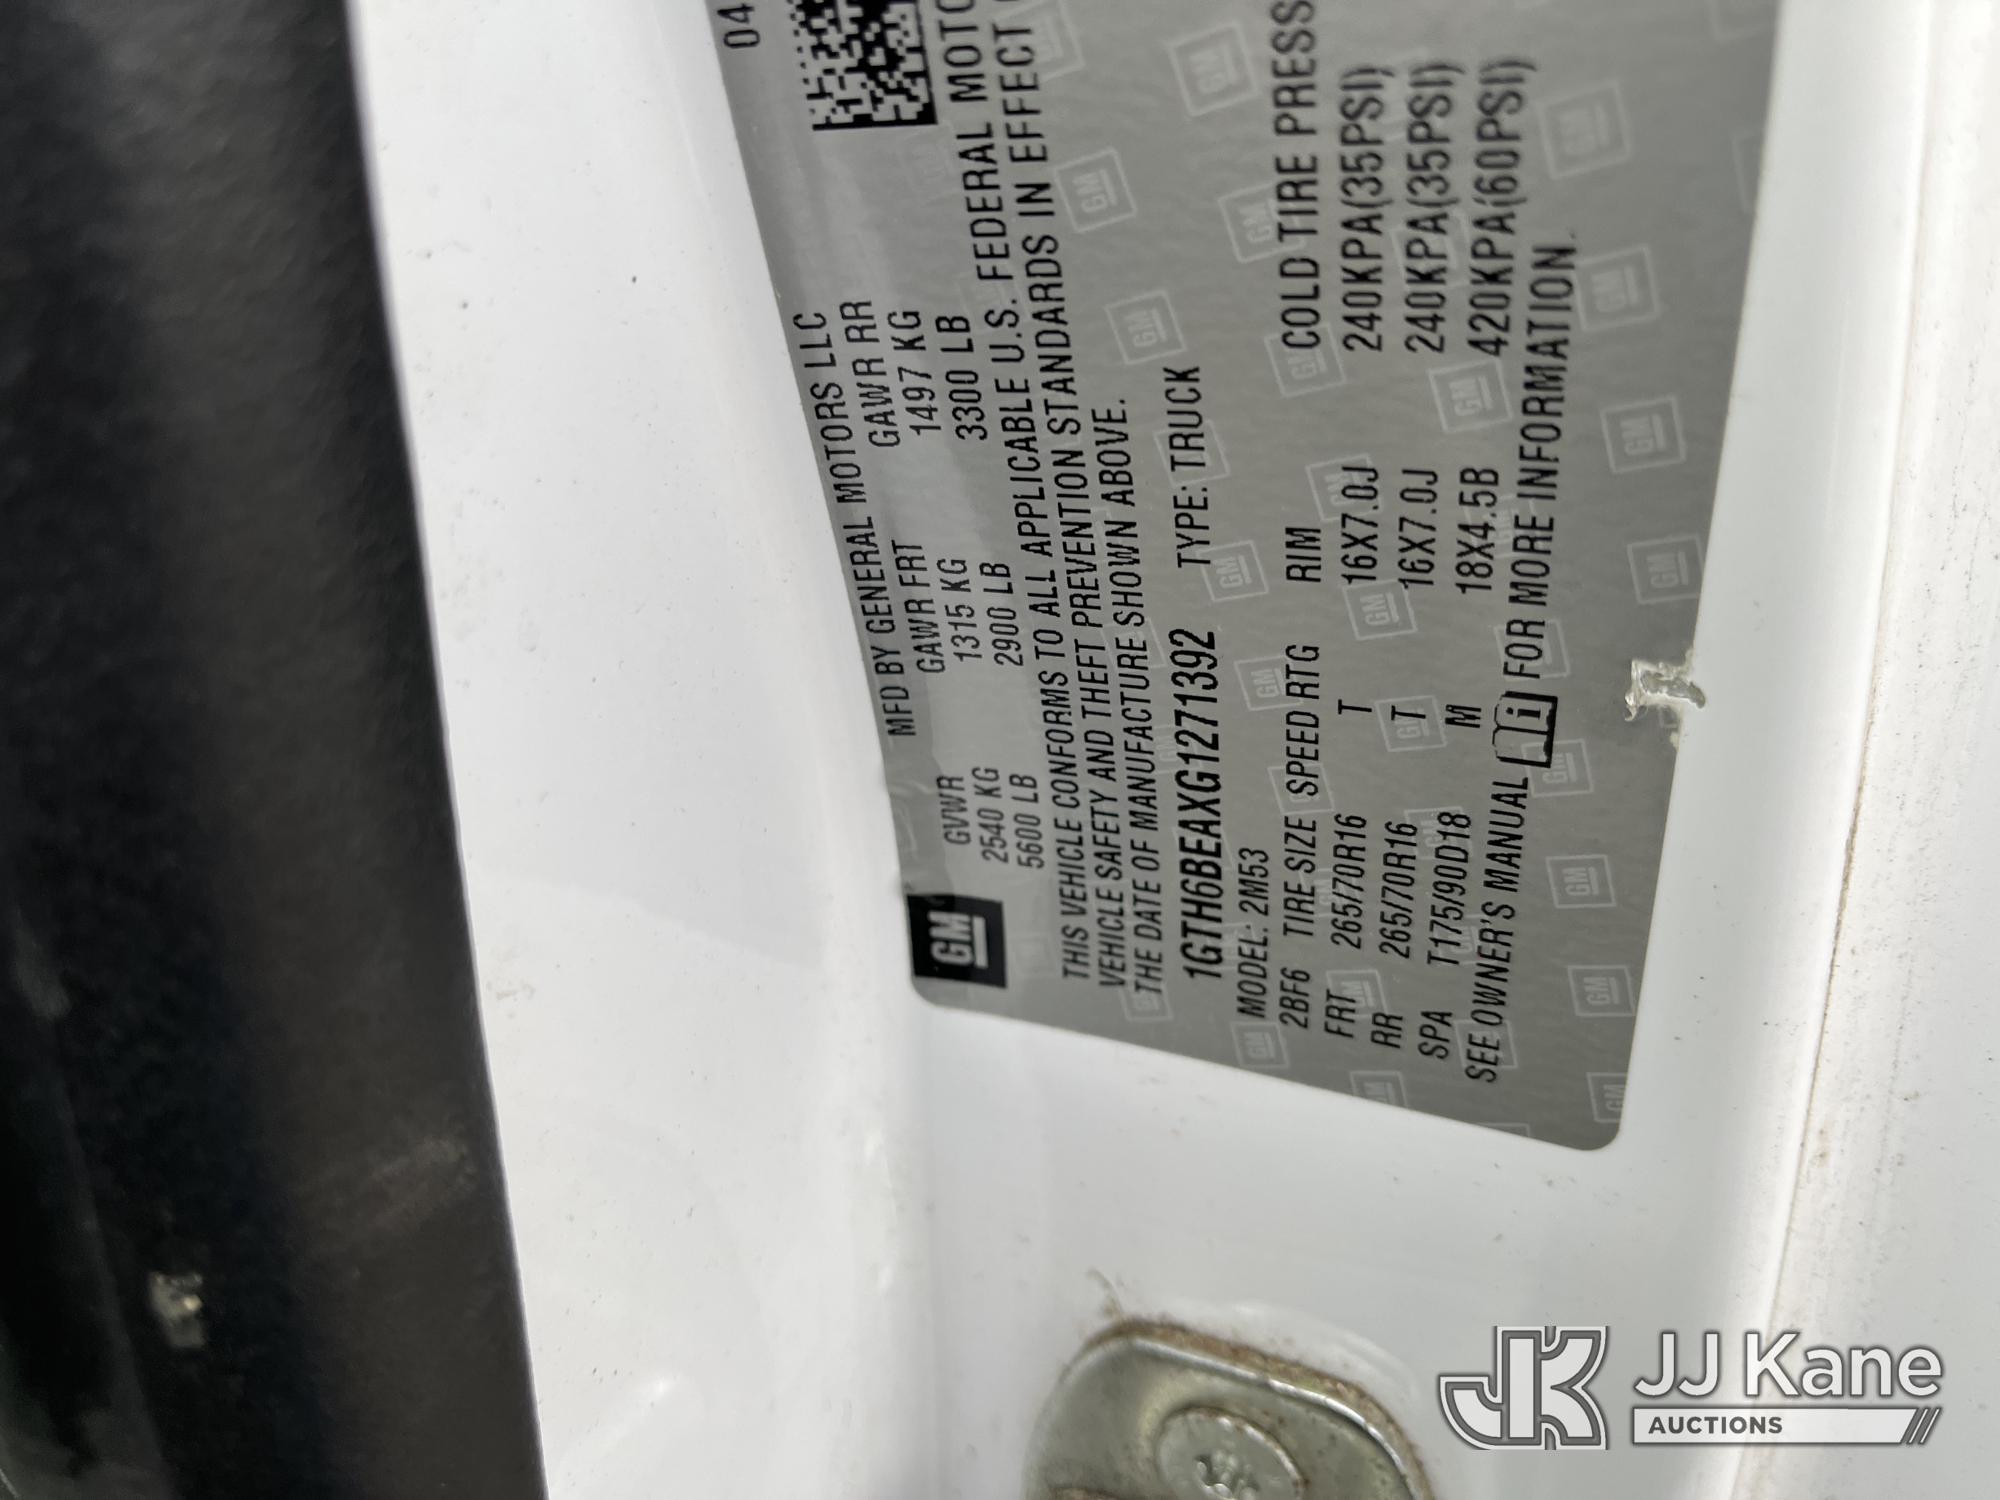 04
MFD BY GENERAL MOTORS LLC
GM
GVWR GAWR FRT GAWR RR
2540 KG 1315 KG 1497 KG
5600 LB 2900 LB 3300 LB
THIS VEHICLE CONFORMS TO ALL APPLICABLE U.S. FEDERAL MOTO
VEHICLE SAFETY AND THEFT PREVENTION STANDARDS IN EFFECT
THE DATE OF MANUFACTURE SHOWN ABOVE.
1GTH6BEAXG1271392 TYPE: TRUCK
MODEL: 2M53
2BF6 TIRE SIZE SPEED RTG RIM COLD TIRE PRESS
FRT 265/70R16 T 16X7.0J 240KPA(35PSI)
RR 265/70R16 T 16X7.0J 240KPA(35PSI)
SPA T175/90D18 M 18X4.5B 420KPA(60PSI)
SEE OWNER'S MANUAL i FOR MORE INFORMATION.
JK JJ Kane
AUCTIONS